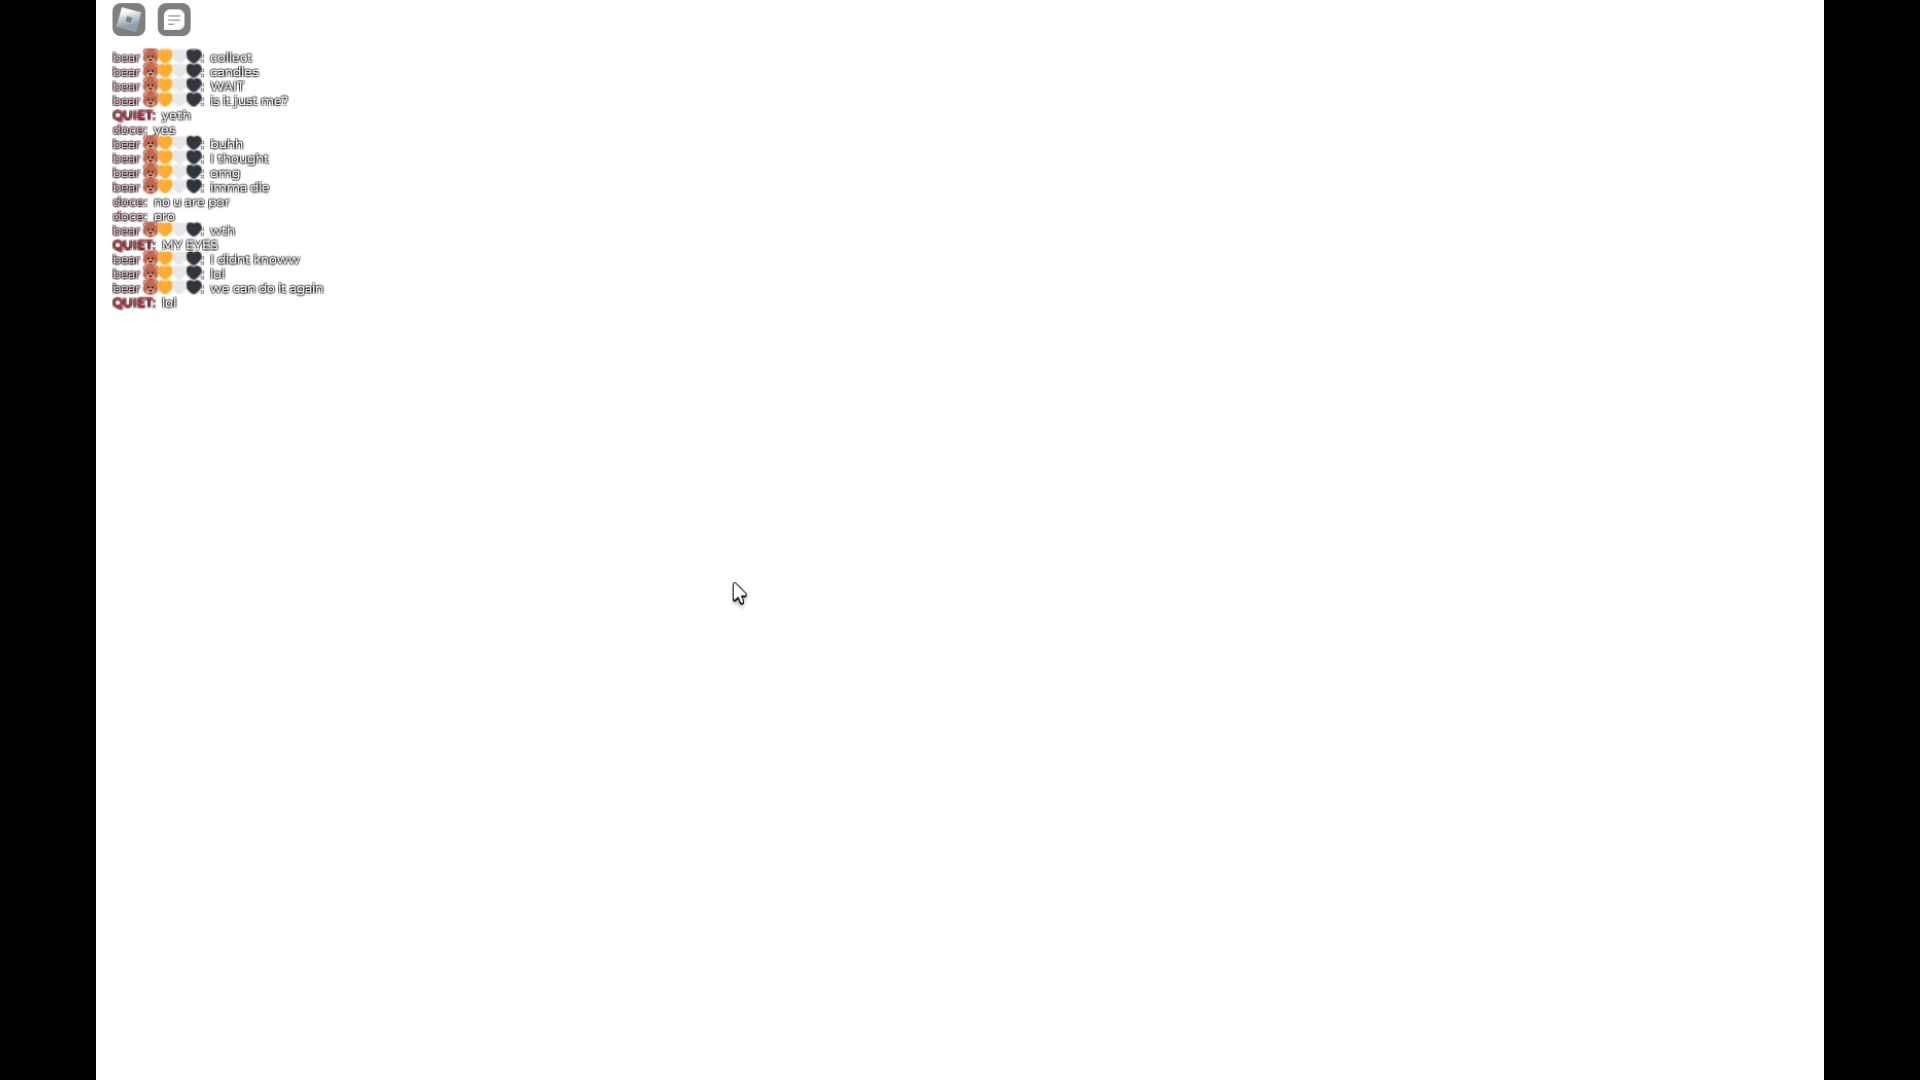 bear🐻🧡🤍🖤: collect
bear🐻🧡🤍🖤: candles
bear🐻🧡🤍🖤: WAIT
bear🐻🧡🤍🖤: is it just me?
QUIET: yeth
doce: yes
bear🐻🧡🤍🖤: buhh
bear🐻🧡🤍🖤: I thought
bear🐻🧡🤍🖤: omg
bear🐻🧡🤍🖤: imma die
doce: no u are por
doce: pro
bear🐻🧡🤍🖤: wth
QUIET: MY EYES
bear🐻🧡🤍🖤: I didnt knoww
bear🐻🧡🤍🖤: lol
bear🐻🧡🤍🖤: we can do it again
QUIET: lol